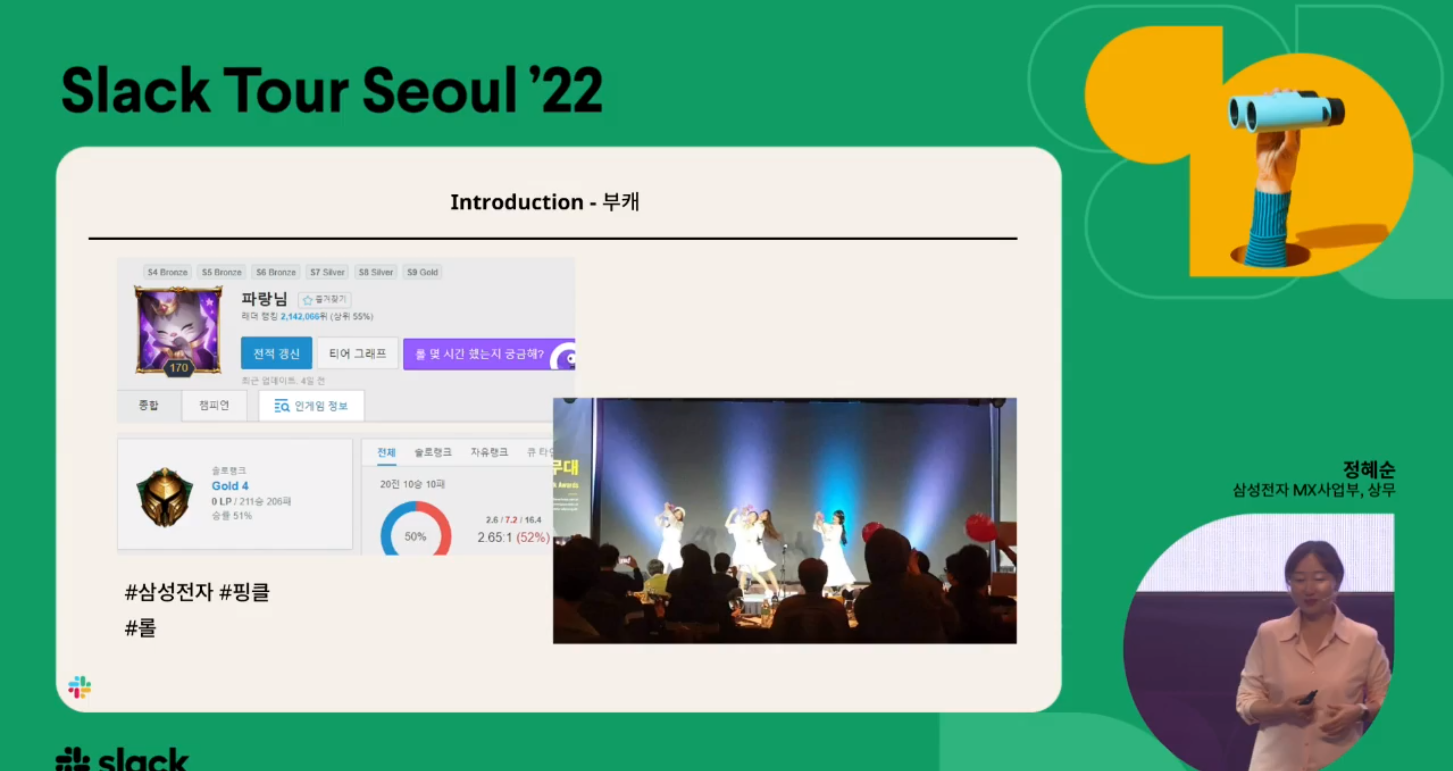 Slack Tour Seoul ’22
Introduction - 부캐
S4 Bronze S5 Bronze S6 Bronze S7 Silver S8 Silver S9 Gold
파랑님 즐겨찾기
래더 랭킹 2,142,066위 (상위 55%)
170
전적 갱신 티어 그래프 롤 몇 시간 했는지 궁금해?
최근 업데이트: 4일 전
종합 챔피언 인게임 정보
솔로랭크
Gold 4
0 LP / 211승 206패
승률 51%
전체 솔로랭크 자유랭크 큐 타입
20전 10승 10패
50%
2.6 / 7.2 / 16.4
2.65:1 (52%)
무대
Awards
#삼성전자 #핑클
#롤
정혜순
삼성전자 MX사업부, 상무
slack